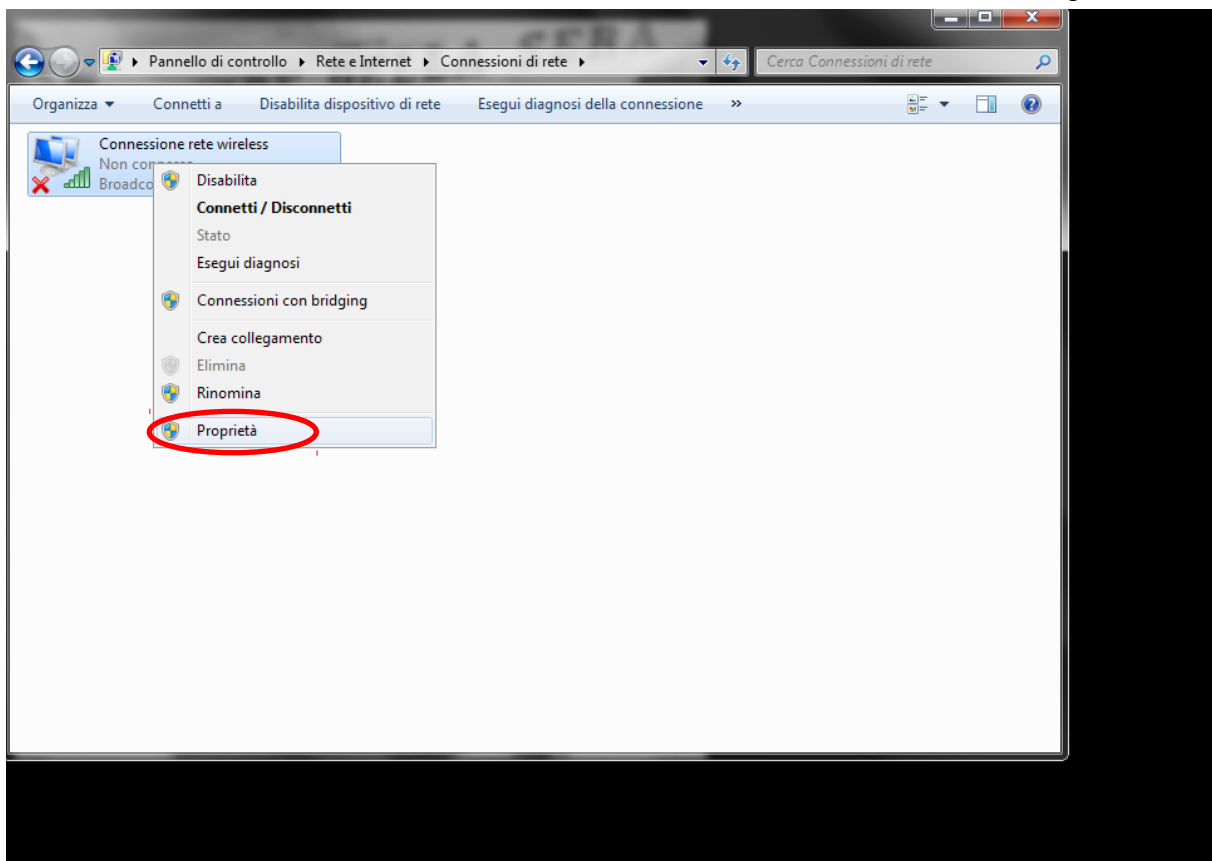 Pannello di controllo Rete e Internet Connessioni di rete Cerca Connessioni di rete
Organizza Connetti a Disabilita dispositivo di rete Esegui diagnosi della connessione »
Connessione rete wireless
Non
Disabilita
Connetti / Disconnetti
Stato
Esegui diagnosi
Connessioni con bridging
Crea collegamento
Elimina
Rinomina
Proprietà